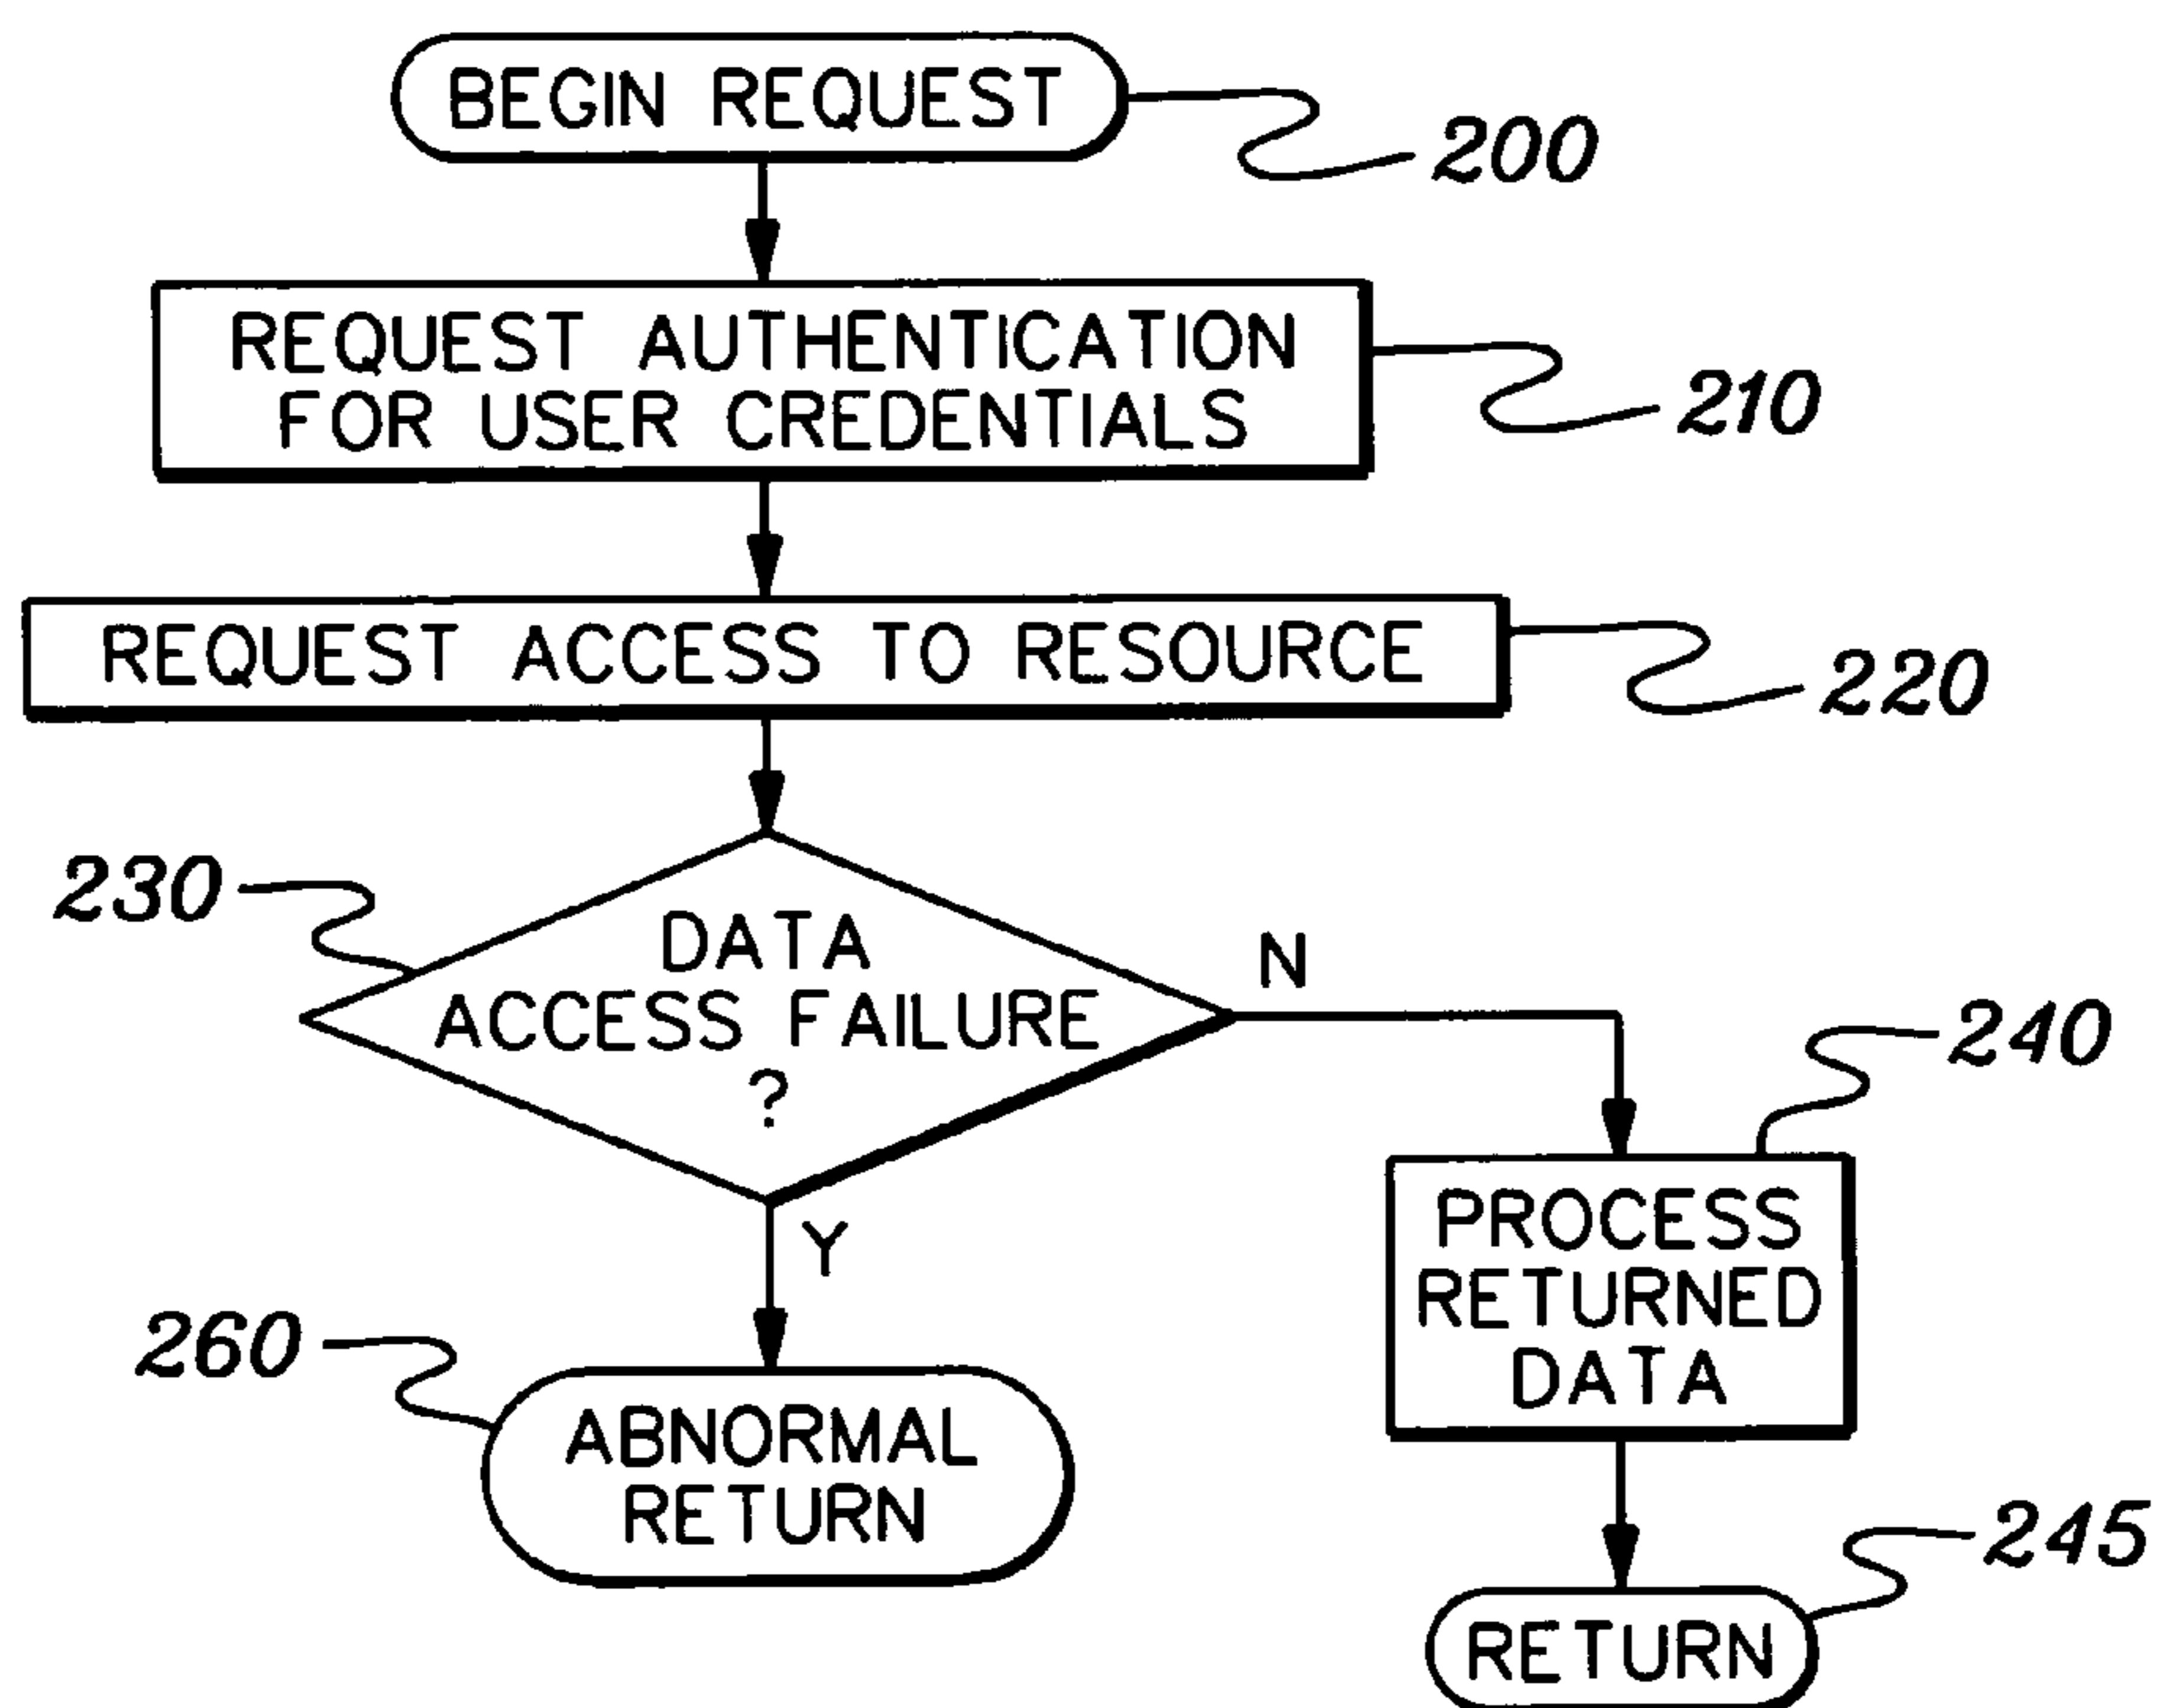 BEGIN REQUEST
200
REQUEST AUTHENTICATION
FOR USER CREDENTIALS
210
REQUEST ACCESS TO RESOURCE
220
230
DATA
ACCESS FAILURE
?
N
240
Y
PROCESS
RETURNED
DATA
260
ABNORMAL
RETURN
245
RETURN